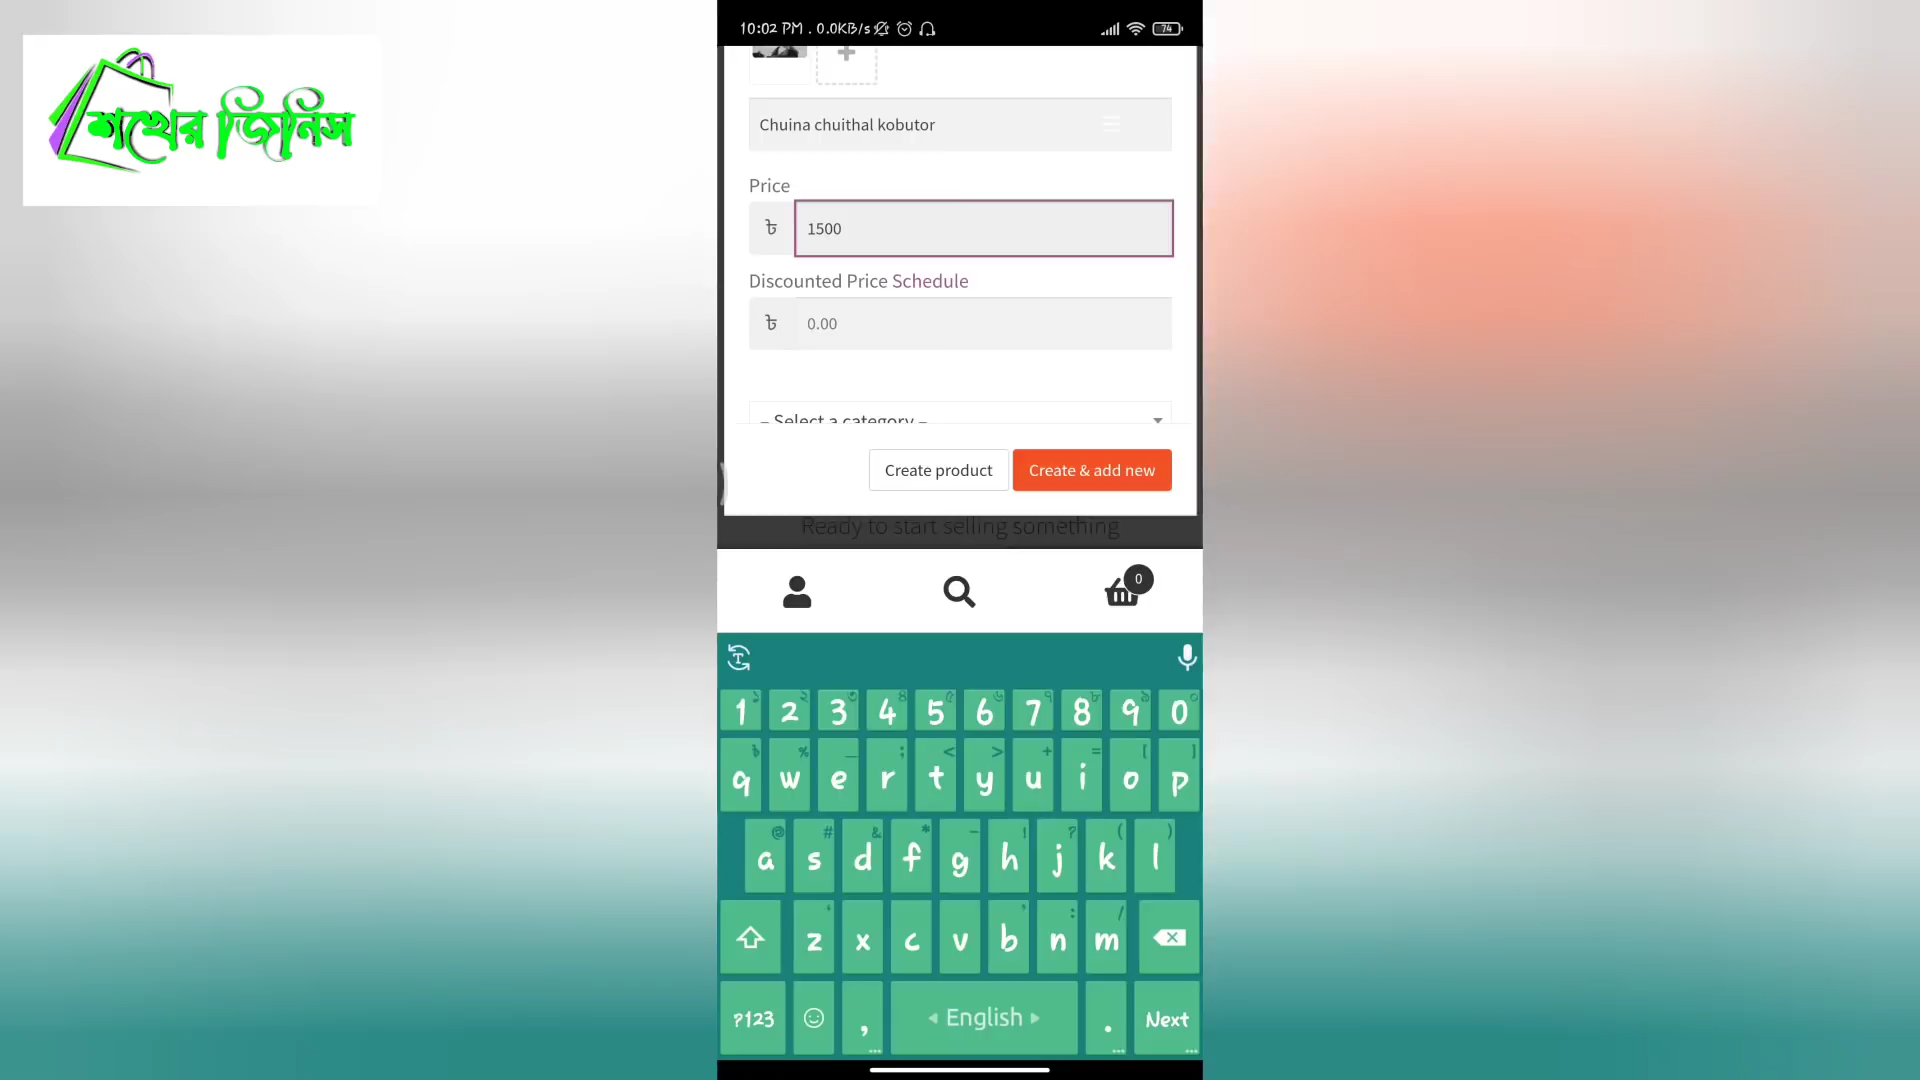 শখের জিনিস
10:02 PM . 0.0KB/s
74
Chuina chuithal kobutor
Price
৳ 1500
Discounted Price Schedule
৳ 0.00
– Select a category –
Create product
Create & add new
Ready to start selling something
0
1 2 3 4 5 6 7 8 9 0
q w e r t y u i o p
a s d f g h j k l
z x c v b n m
?123 , English . Next